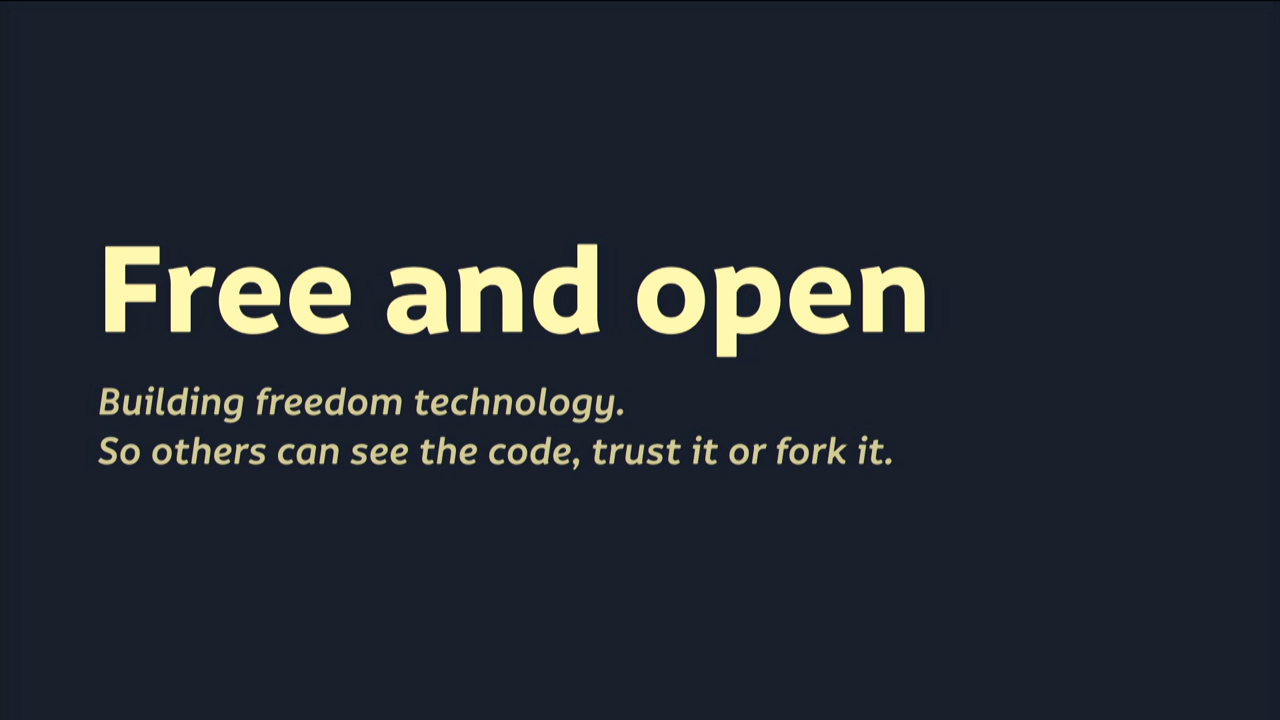 Free and open
Building freedom technology.
So others can see the code, trust it or fork it.